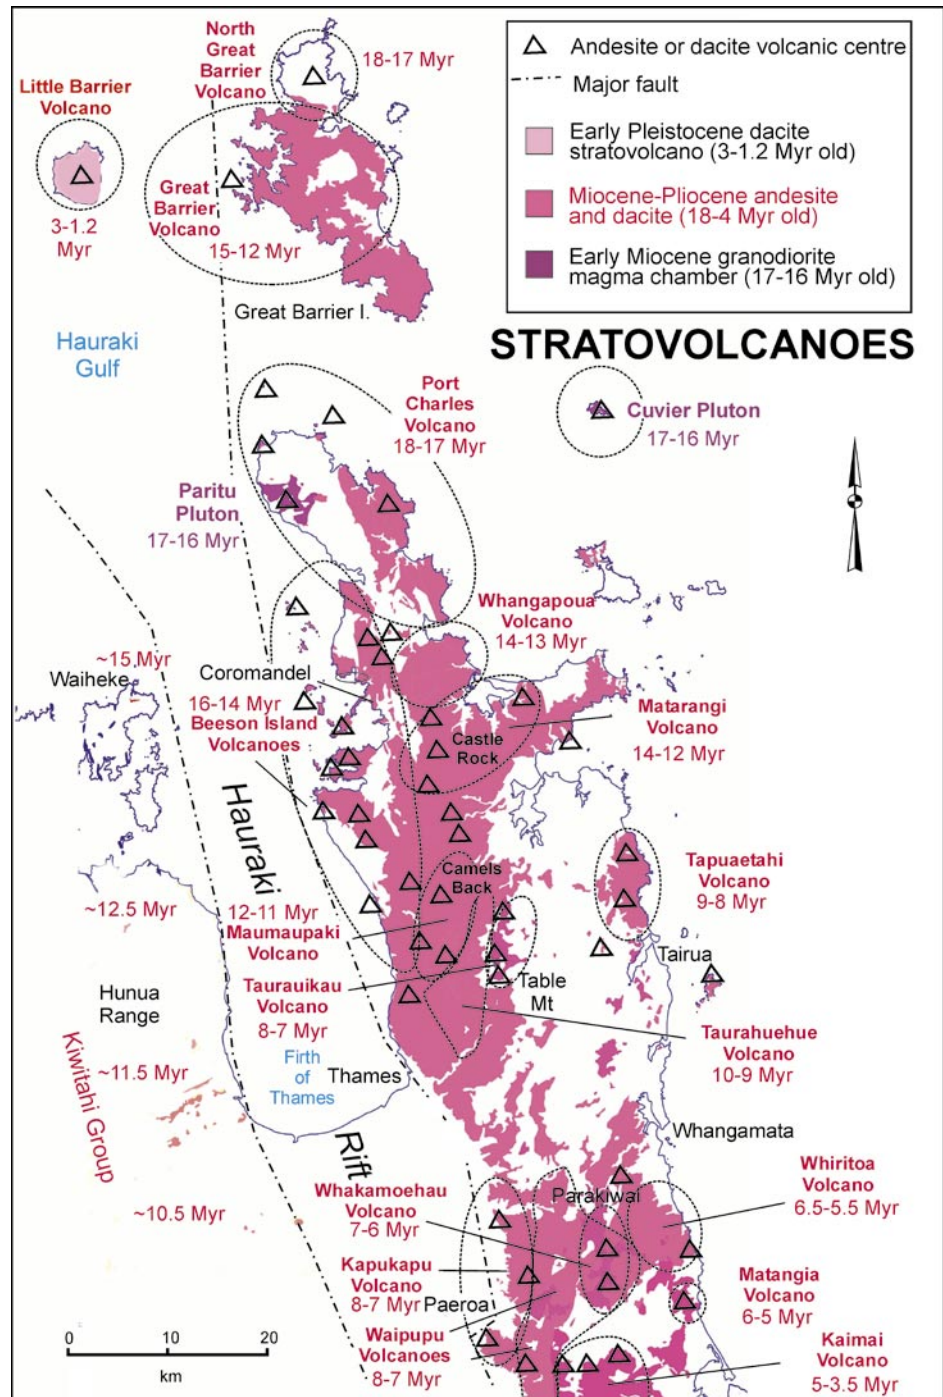 North
Great
Barrier
Volcano
18-17 Myr
Little Barrier
Volcano
3-1.2
Myr
Great
Barrier
Volcano
15-12 Myr
Great Barrier I.
Andesite or dacite volcanic centre
Major fault
Early Pleistocene dacite
stratovolcano (3-1.2 Myr old)
Miocene-Pliocene andesite
and dacite (18-4 Myr old)
Early Miocene granodiorite
magma chamber (17-16 Myr old)
STRATOVOLCANOES
Hauraki
Gulf
Port
Charles
Volcano
18-17 Myr
Cuvier Pluton
17-16 Myr
Paritu
Pluton
17-16 Myr
Whangapoua
Volcano
14-13 Myr
~15 Myr
Waiheke
Coromandel
16-14 Myr
Beeson Island
Volcanoes
Matarangi
Volcano
14-12 Myr
Castle
Rock
Hauraki
Rift
Camels
Back
Tapuaetahi
Volcano
9-8 Myr
~12.5 Myr
12-11 Myr
Maumaupaki
Volcano
Taurauikau
Volcano
8-7 Myr
Table
Mt
Tairua
Hunua
Range
Taurahuehue
Volcano
10-9 Myr
Kiwitahi Group
~11.5 Myr
Firth
of
Thames
Thames
Whangamata
~10.5 Myr
Whakamoehau
Volcano
7-6 Myr
Parakiwai
Whiritoa
Volcano
6.5-5.5 Myr
Kapukapu
Volcano
8-7 Myr
Paeroa
Matangia
Volcano
6-5 Myr
Waipupu
Volcanoes
8-7 Myr
Kaimai
Volcano
5-3.5 Myr
0 10 20
km